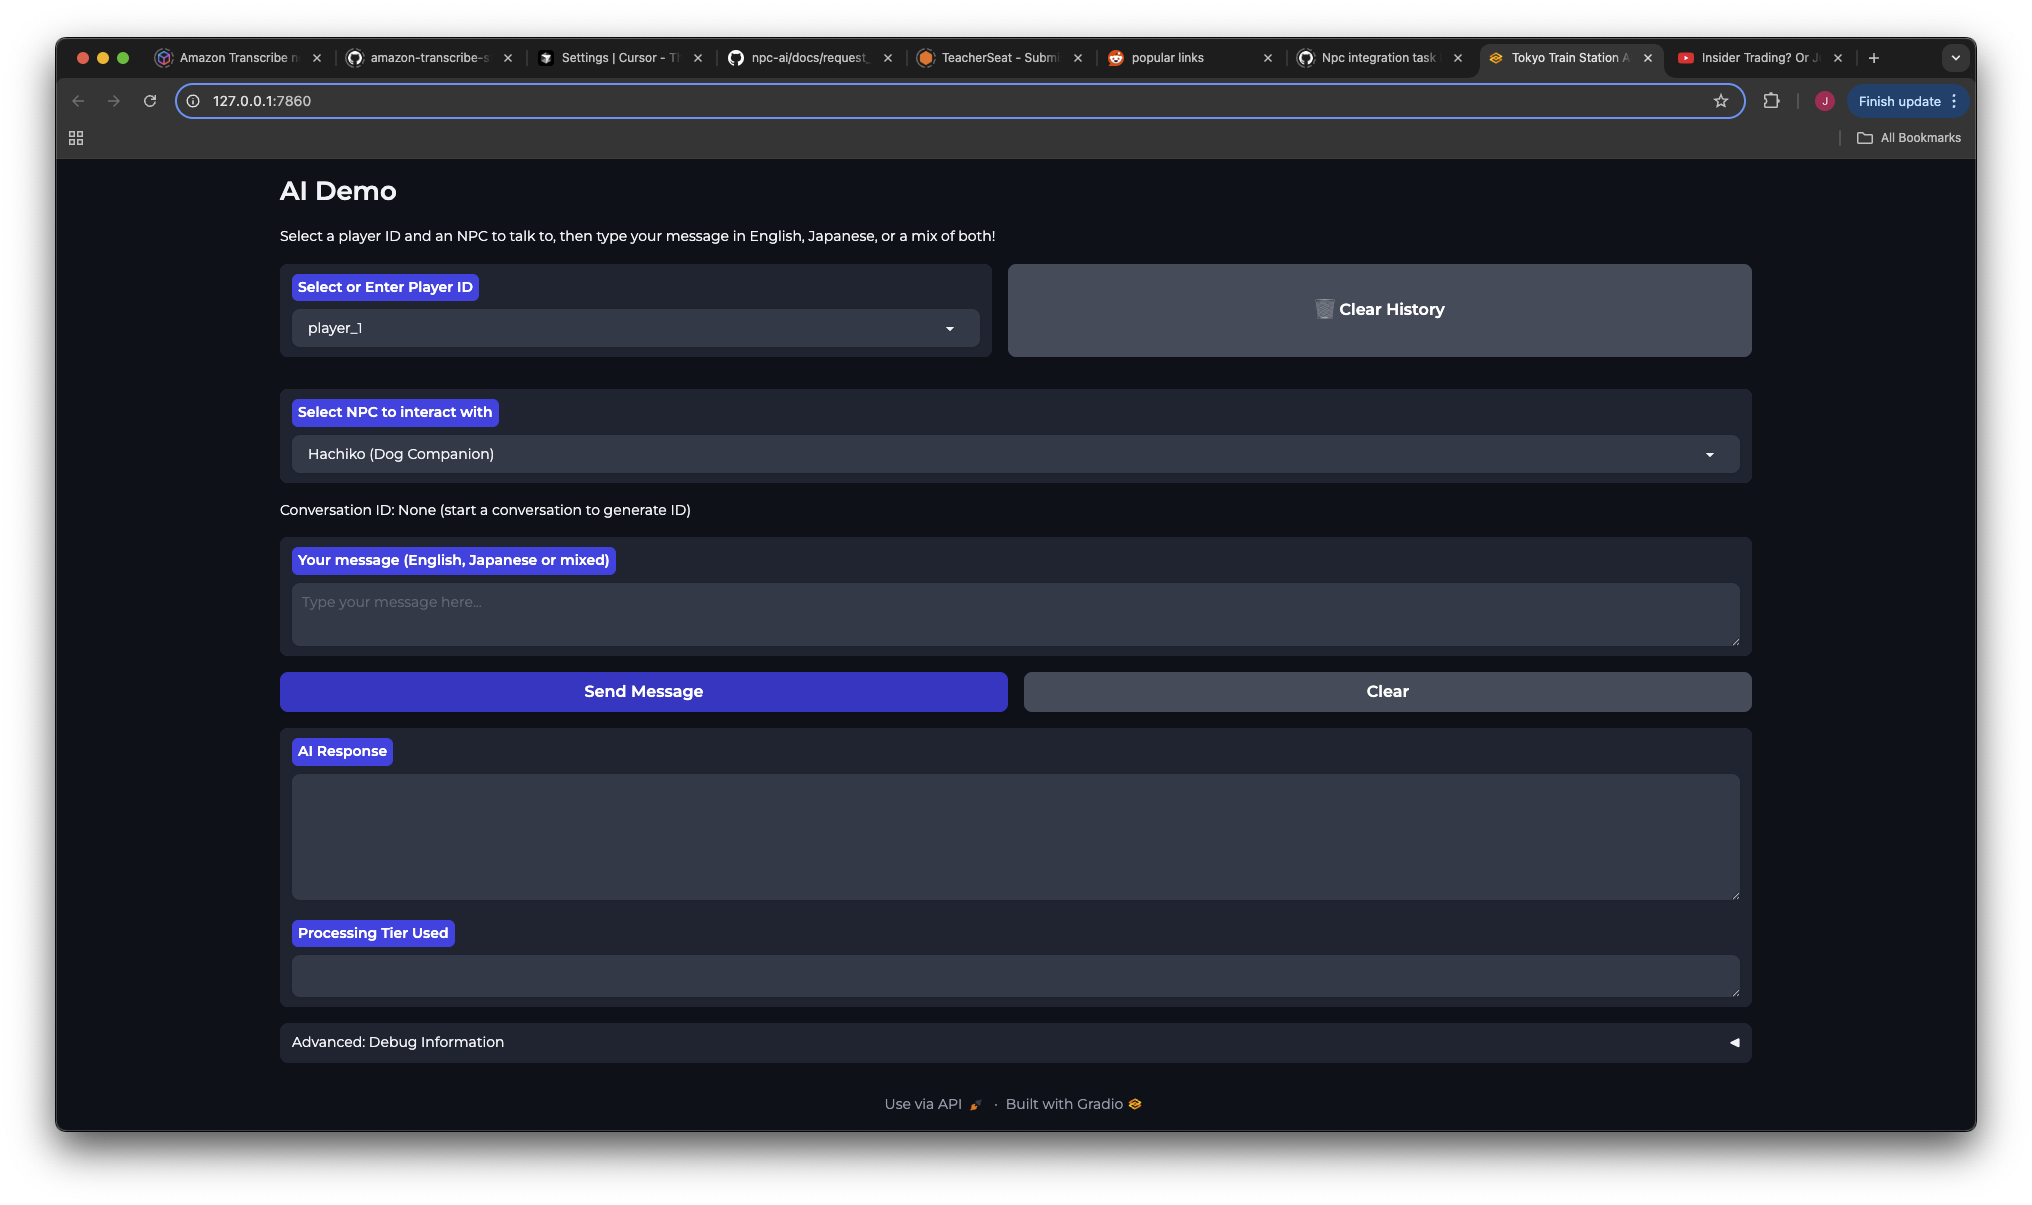 Amazon Transcribe n
amazon-transcribe-s
Settings | Cursor - Th
npc-ai/docs/request_
TeacherSeat - Submi
popular links
Npc integration task
Tokyo Train Station A
Insider Trading? Or J
127.0.0.1:7860
J
Finish update
All Bookmarks
AI Demo
Select a player ID and an NPC to talk to, then type your message in English, Japanese, or a mix of both!
Select or Enter Player ID
player_1
Clear History
Select NPC to interact with
Hachiko (Dog Companion)
Conversation ID: None (start a conversation to generate ID)
Your message (English, Japanese or mixed)
Type your message here...
Send Message
Clear
AI Response
Processing Tier Used
Advanced: Debug Information
Use via API · Built with Gradio